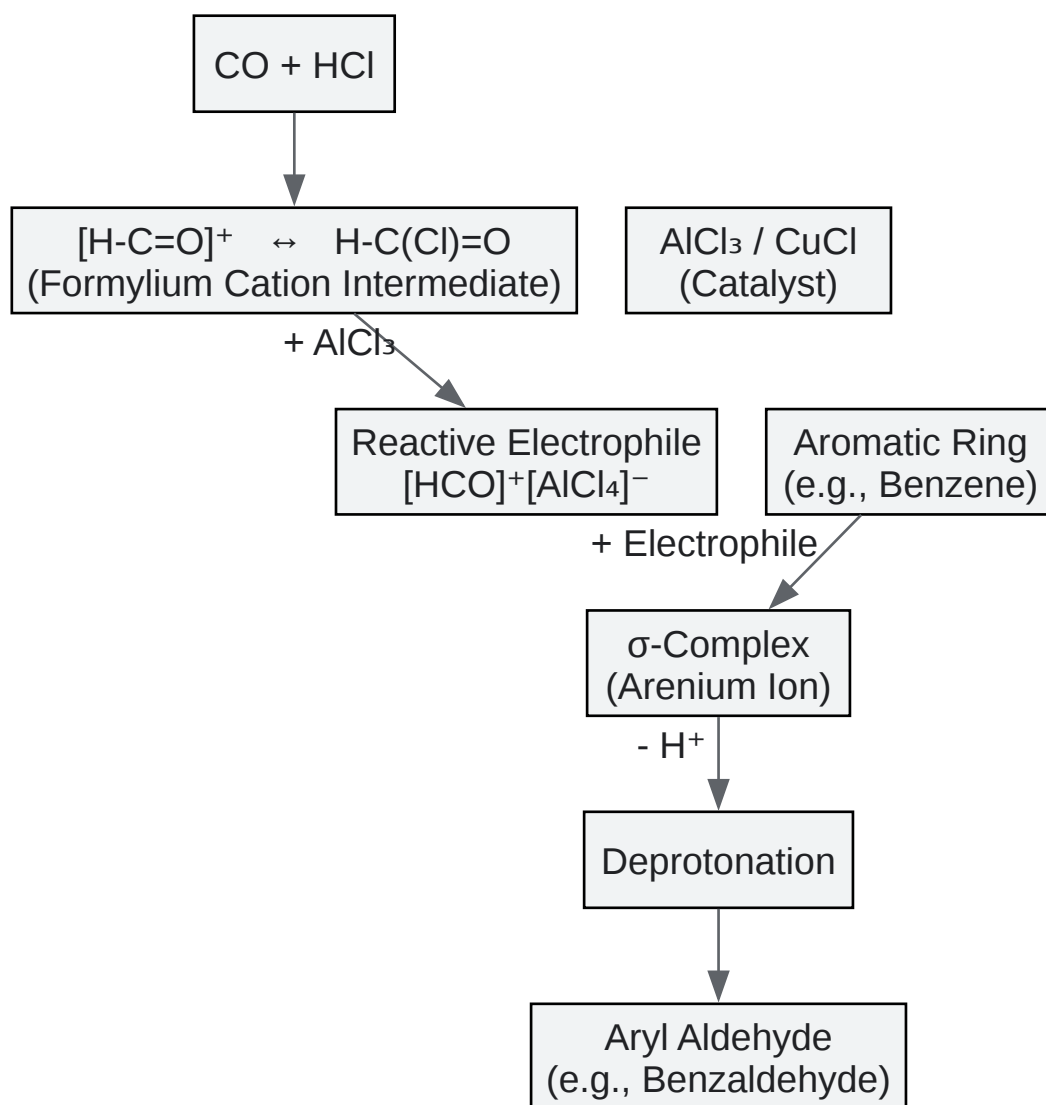 CO + HCl
[H-C=O]⁺ ↔ H-C(Cl)=O
(Formylium Cation Intermediate)
AlCl₃ / CuCl
(Catalyst)
+ AlCl₃
Reactive Electrophile
[HCO]⁺[AlCl₄]⁻
Aromatic Ring
(e.g., Benzene)
+ Electrophile
σ-Complex
(Arenium Ion)
- H⁺
Deprotonation
Aryl Aldehyde
(e.g., Benzaldehyde)